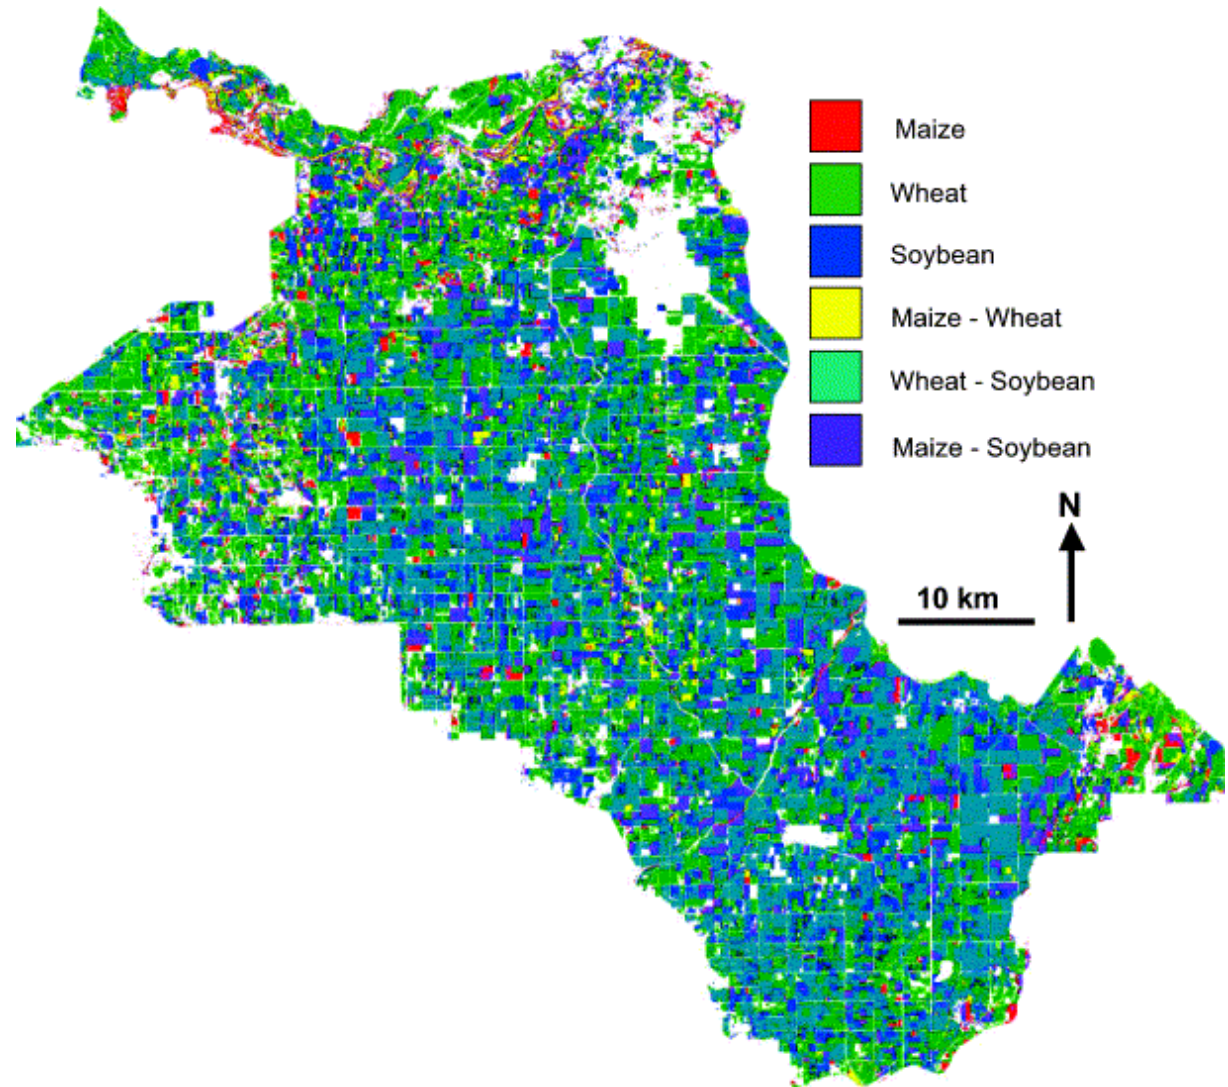 Maize
Wheat
Soybean
Maize - Wheat
Wheat - Soybean
Maize - Soybean
N
10 km